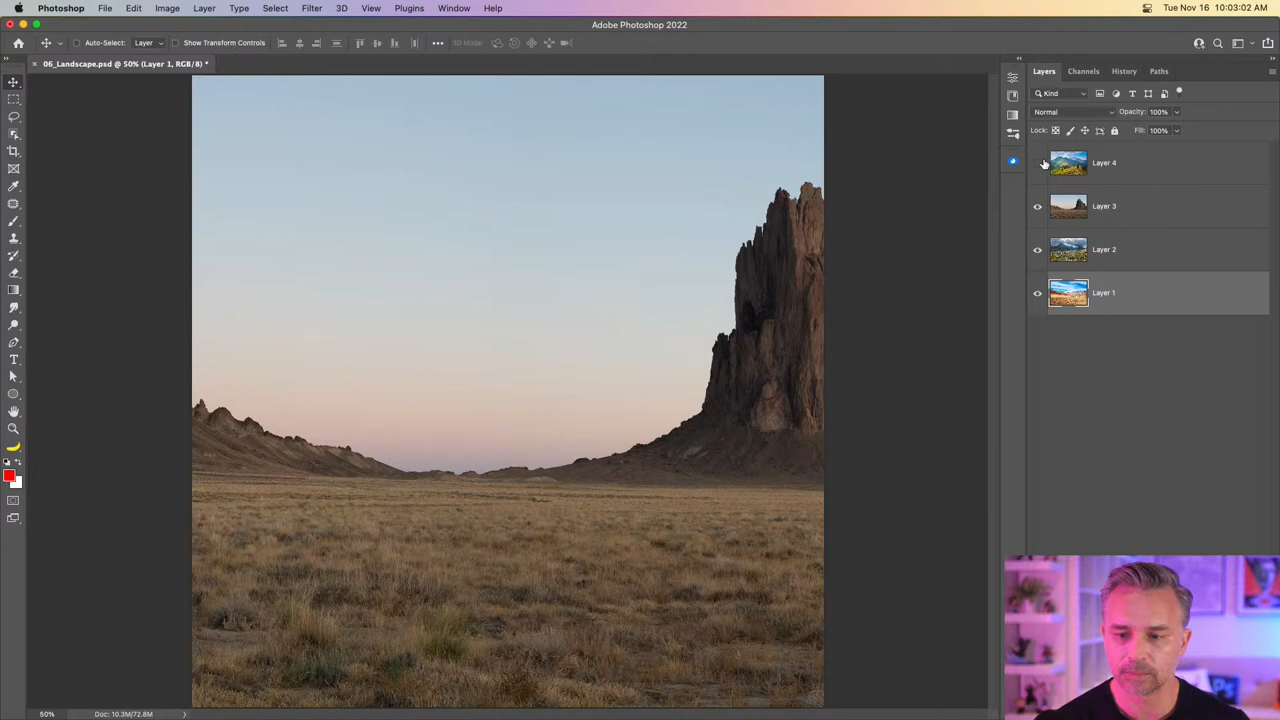 Photoshop File Edit Image Layer Type Select Filter 3D View Plugins Window Help Tue Nov 16 10:03:02 AM
Adobe Photoshop 2022
Auto-Select: Layer Show Transform Controls 3D Mode:
06_Landscape.psd @ 50% (Layer 1, RGB/8) *
Layers Channels History Paths
Kind
Normal Opacity: 100%
Lock: Fill: 100%
Layer 4
Layer 3
Layer 2
Layer 1
50% Doc: 10.3M/72.8M